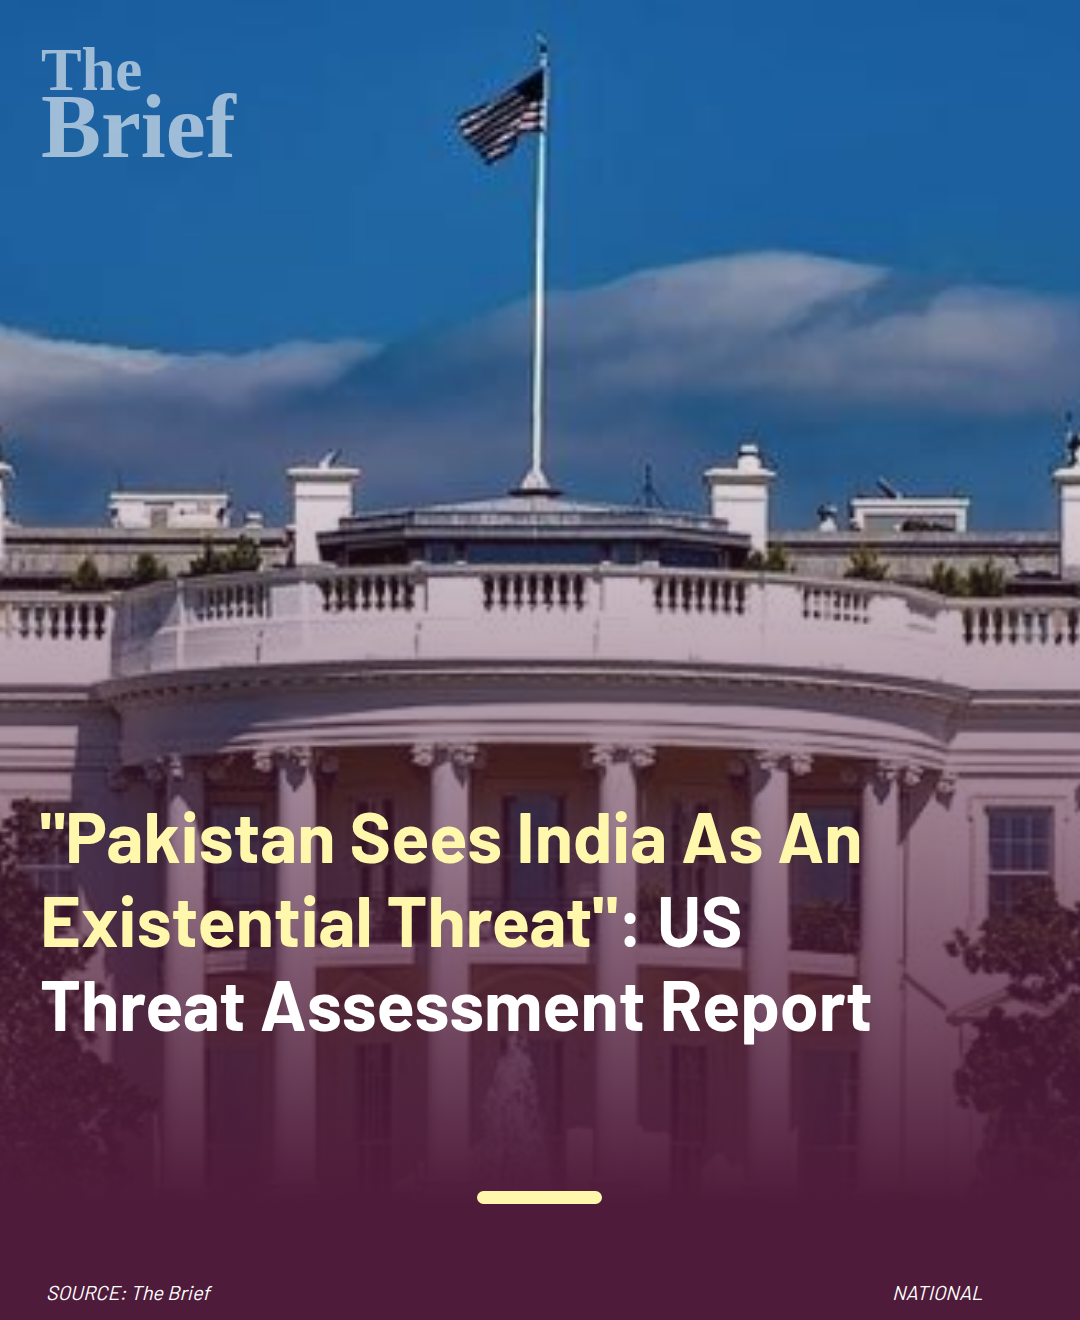 The
Brief
"Pakistan Sees India As An
Existential Threat": US
Threat Assessment Report
SOURCE: The Brief
NATIONAL